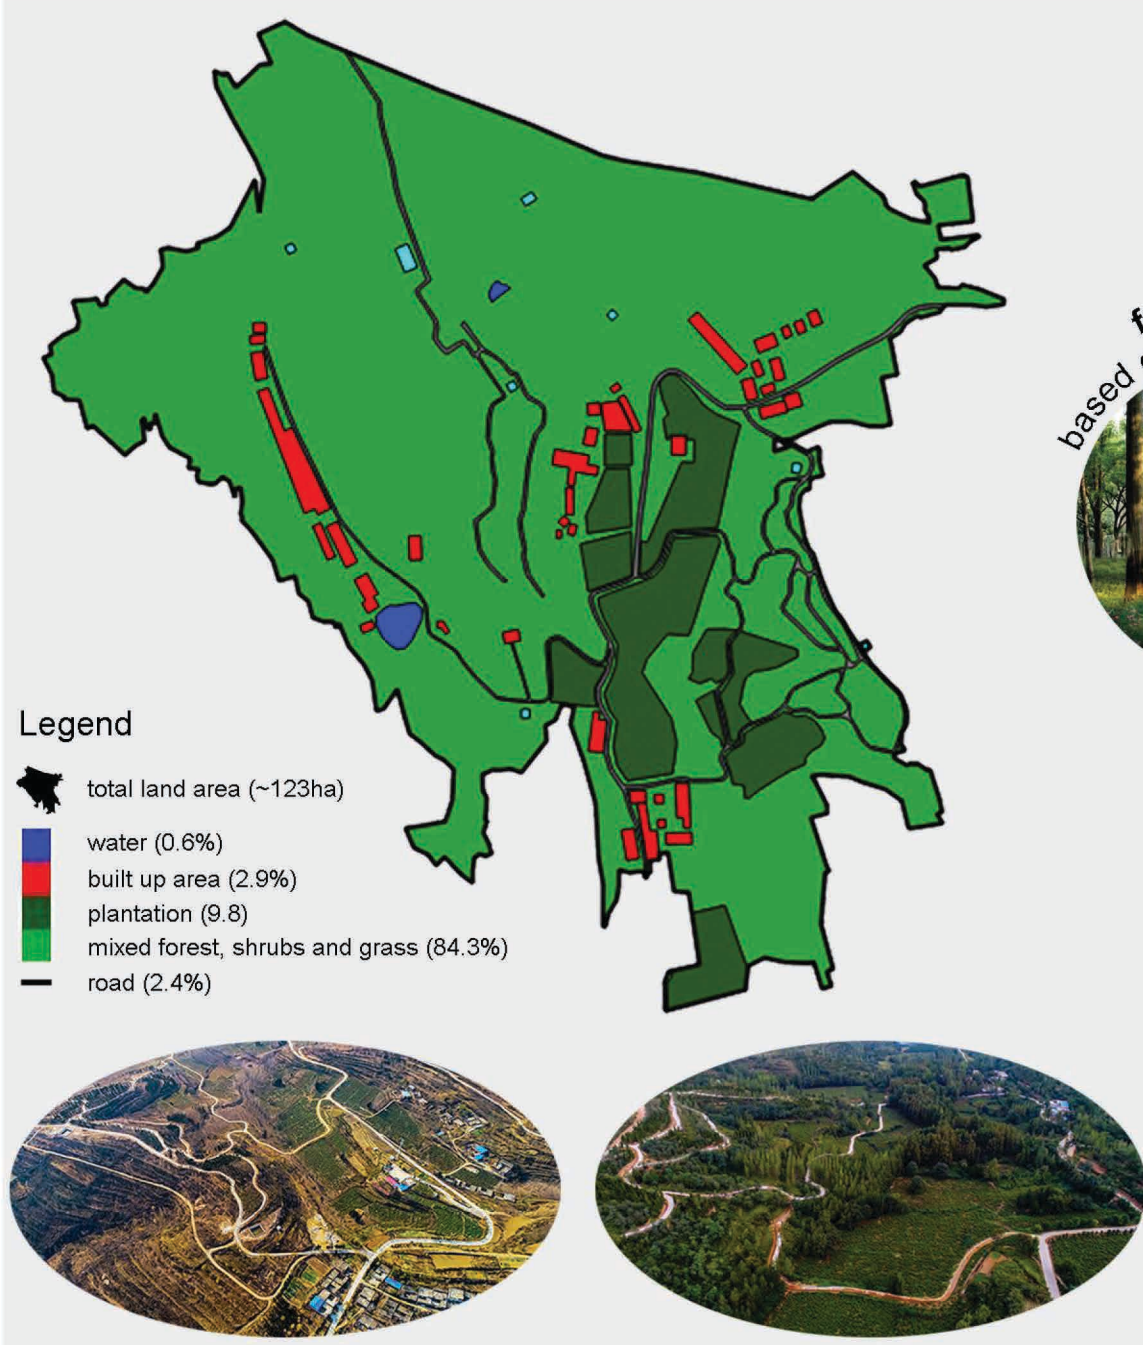 based
Legend
total land area (~123ha)
water (0.6%)
built up area (2.9%)
plantation (9.8)
mixed forest, shrubs and grass (84.3%)
road (2.4%)